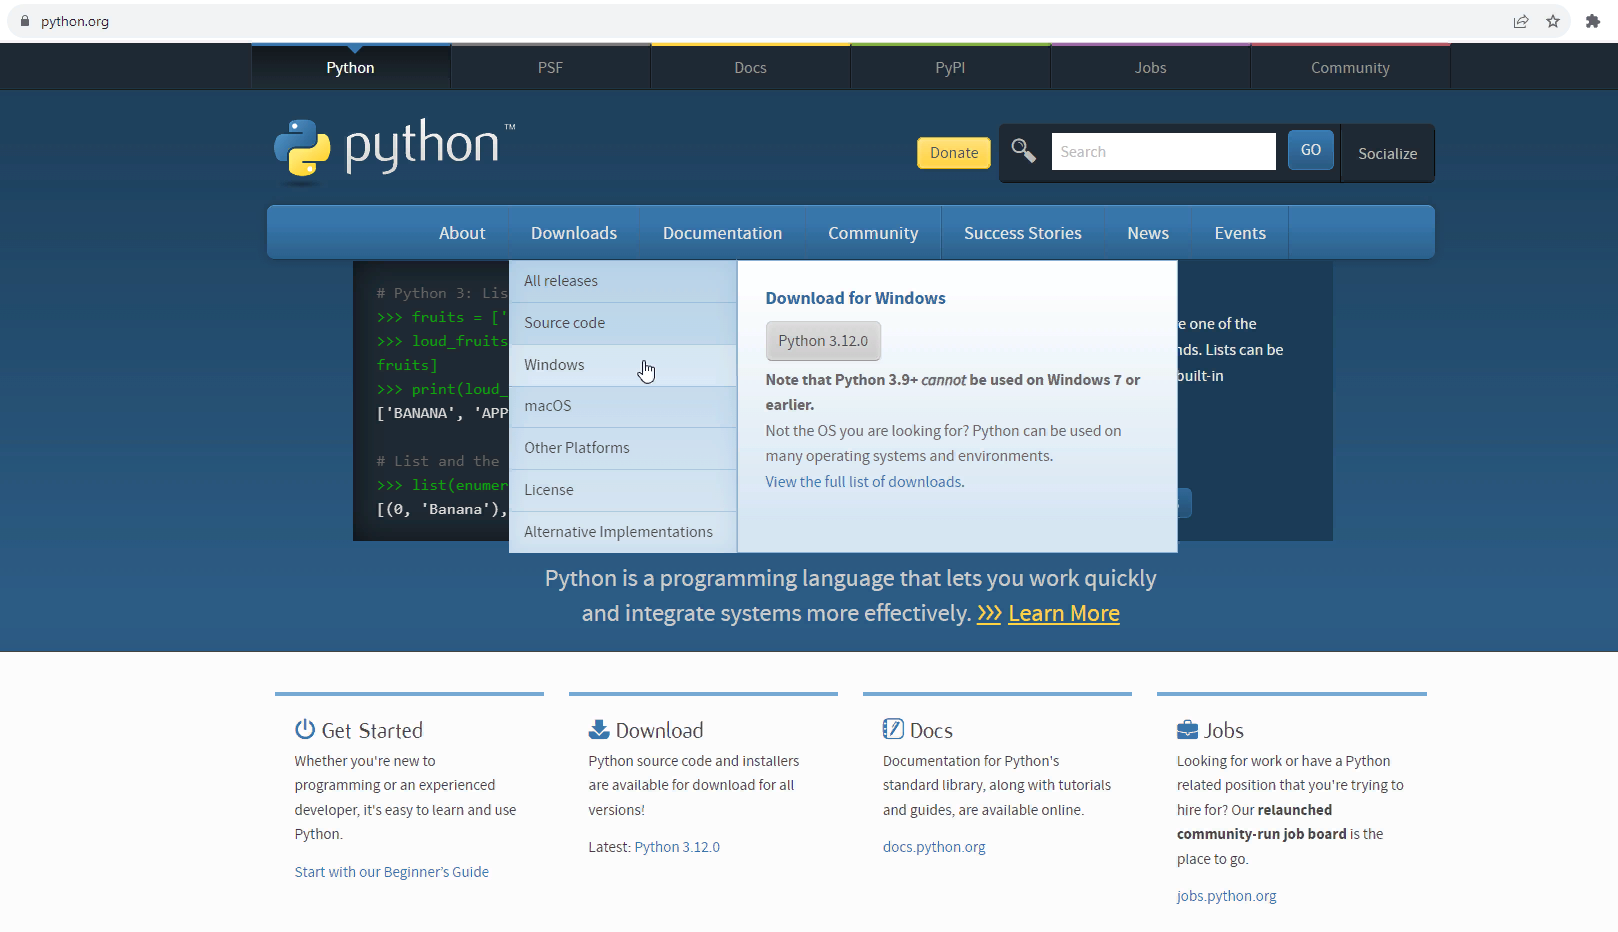 python.org
Python
PSF
Docs
PyPI
Jobs
Community
python™
Donate
Search
GO
Socialize
About
Downloads
Documentation
Community
Success Stories
News
Events
# Python 3: Lis
>>> fruits = ['
>>> loud_fruits
fruits]
>>> print(loud_
['BANANA', 'APP
# List and the
>>> list(enumer
[(0, 'Banana'),
All releases
Source code
Windows
macOS
Other Platforms
License
Alternative Implementations
Download for Windows
Python 3.12.0
Note that Python 3.9+ cannot be used on Windows 7 or
earlier.
Not the OS you are looking for? Python can be used on
many operating systems and environments.
View the full list of downloads.
e one of the
nds. Lists can be
built-in
Python is a programming language that lets you work quickly
and integrate systems more effectively. >>> Learn More
Get Started
Whether you're new to
programming or an experienced
developer, it's easy to learn and use
Python.
Start with our Beginner's Guide
Download
Python source code and installers
are available for download for all
versions!
Latest: Python 3.12.0
Docs
Documentation for Python's
standard library, along with tutorials
and guides, are available online.
docs.python.org
Jobs
Looking for work or have a Python
related position that you're trying to
hire for? Our relaunched
community-run job board is the
place to go.
jobs.python.org